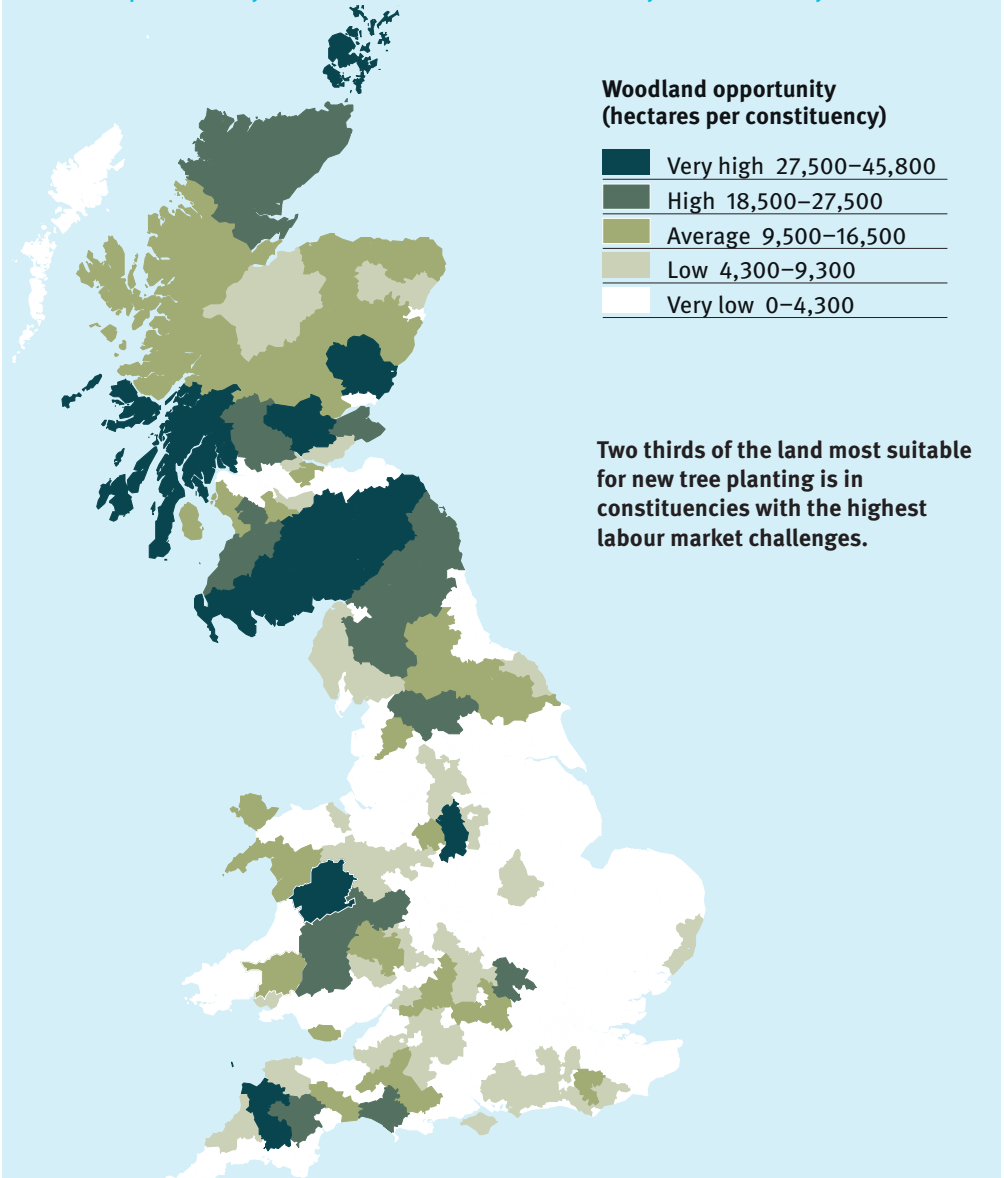 Woodland opportunity
(hectares per constituency)
Very high 27,500–45,800
High 18,500–27,500
Average 9,500–16,500
Low 4,300–9,300
Very low 0–4,300
Two thirds of the land most suitable
for new tree planting is in
constituencies with the highest
labour market challenges.